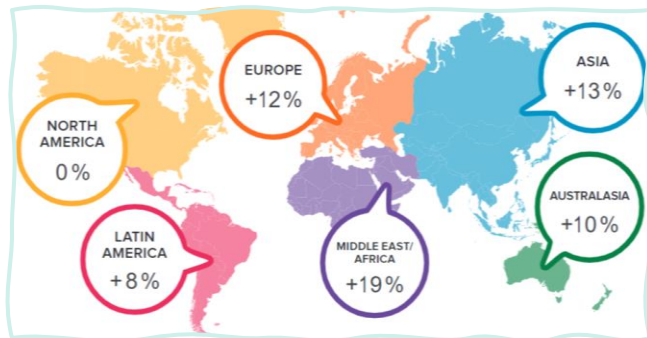 EUROPE
+12%
ASIA
+13%
NORTH
AMERICA
0%
AUSTRALASIA
+10%
LATIN
AMERICA
+8%
MIDDLE EAST/
AFRICA
+19%